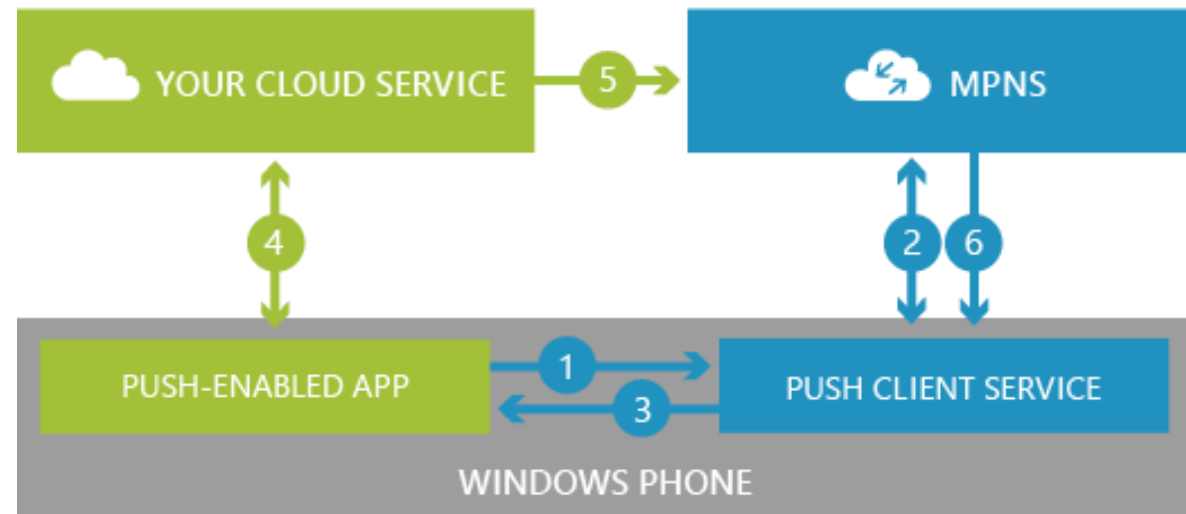 YOUR CLOUD SERVICE
5
MPNS
4
2
6
PUSH-ENABLED APP
1
3
PUSH CLIENT SERVICE
WINDOWS PHONE